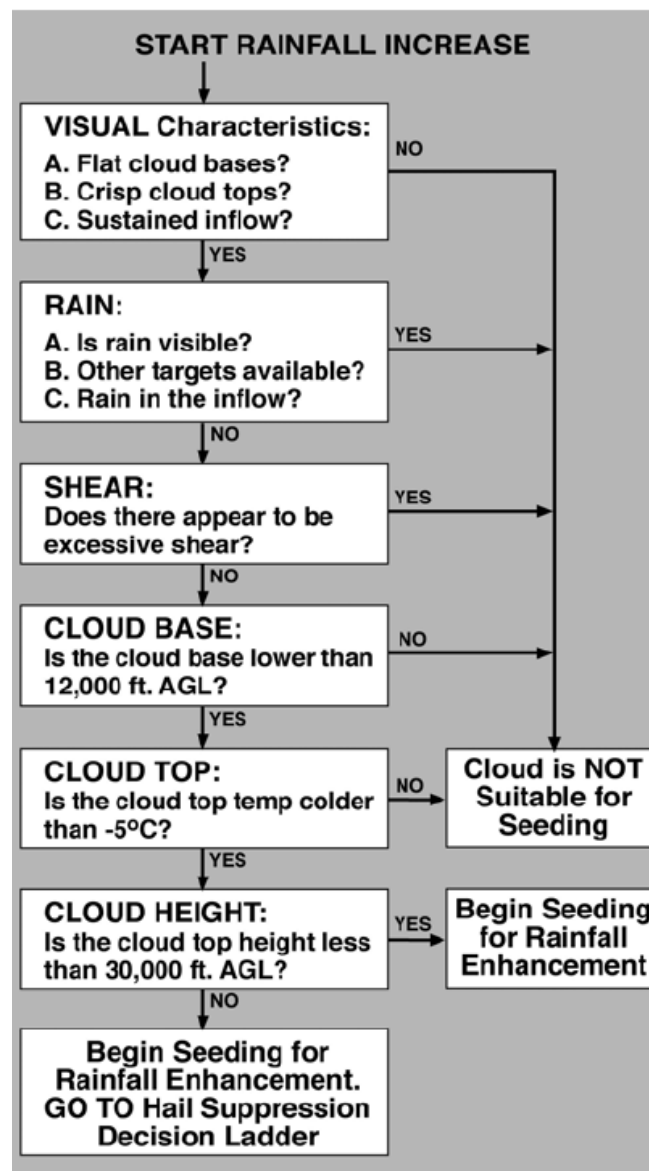 START RAINFALL INCREASE
VISUAL Characteristics:
A. Flat cloud bases?
B. Crisp cloud tops?
C. Sustained inflow?
NO
YES
RAIN:
A. Is rain visible?
B. Other targets available?
C. Rain in the inflow?
YES
NO
SHEAR:
Does there appear to be
excessive shear?
YES
NO
CLOUD BASE:
Is the cloud base lower than
12,000 ft. AGL?
NO
YES
CLOUD TOP:
Is the cloud top temp colder
than -5°C?
NO
Cloud is NOT
Suitable for
Seeding
YES
CLOUD HEIGHT:
Is the cloud top height less
than 30,000 ft. AGL?
YES
Begin Seeding
for Rainfall
Enhancement
NO
Begin Seeding for
Rainfall Enhancement.
GO TO Hail Suppression
Decision Ladder